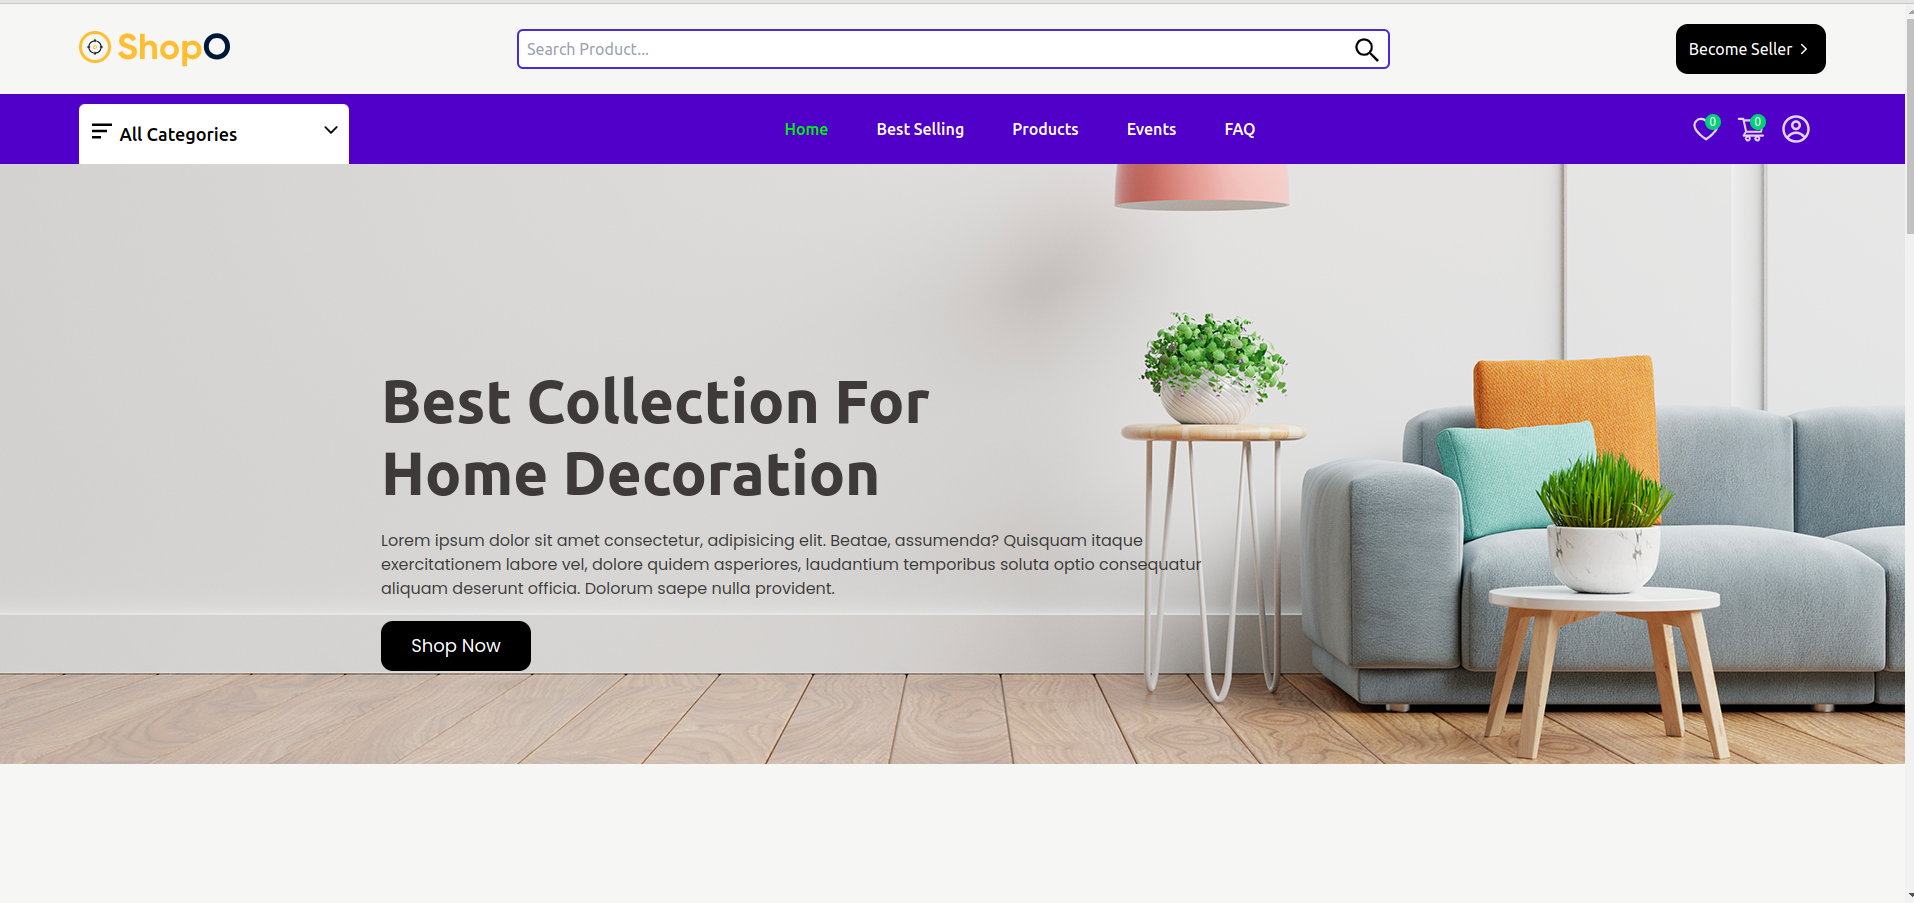 ShopO
Search Product...
Become Seller
All Categories
Home
Best Selling
Products
Events
FAQ
0
0
Best Collection For
Home Decoration
Lorem ipsum dolor sit amet consectetur, adipisicing elit. Beatae, assumenda? Quisquam itaque
exercitationem labore vel, dolore quidem asperiores, laudantium temporibus soluta optio consequatur
aliquam deserunt officia. Dolorum saepe nulla provident.
Shop Now